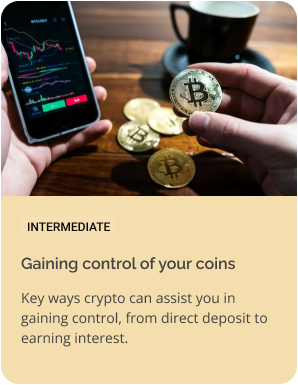 INTERMEDIATE
Gaining control of your coins
Key ways crypto can assist you in
gaining control, from direct deposit to
earning interest.